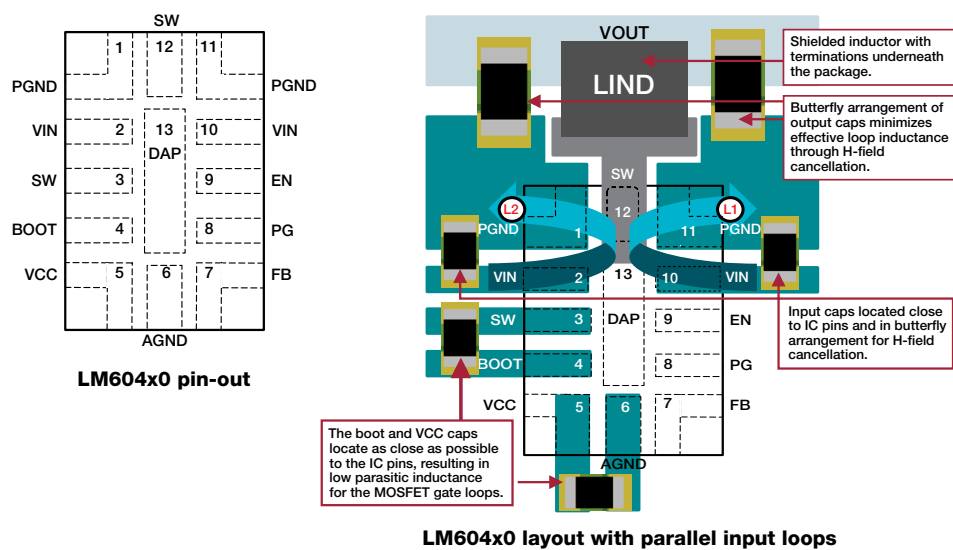 SW
1
12
11
PGND
PGND
VIN
2
13
10
VIN
DAP
SW
3
9
EN
BOOT
4
8
PG
VCC
5
6
7
FB
AGND
LM604x0 pin-out
VOUT
LIND
Shielded inductor with
terminations underneath
the package.
Butterfly arrangement of
output caps minimizes
effective loop inductance
through H-field
cancellation.
SW
L2
12
L1
PGND
1
11
PGND
VIN
2
13
10
VIN
SW
3
DAP
9
EN
BOOT
4
8
PG
VCC
5
6
7
FB
AGND
Input caps located close
to IC pins and in butterfly
arrangement for H-field
cancellation.
The boot and VCC caps
locate as close as possible
to the IC pins, resulting in
low parasitic inductance
for the MOSFET gate loops.
LM604x0 layout with parallel input loops